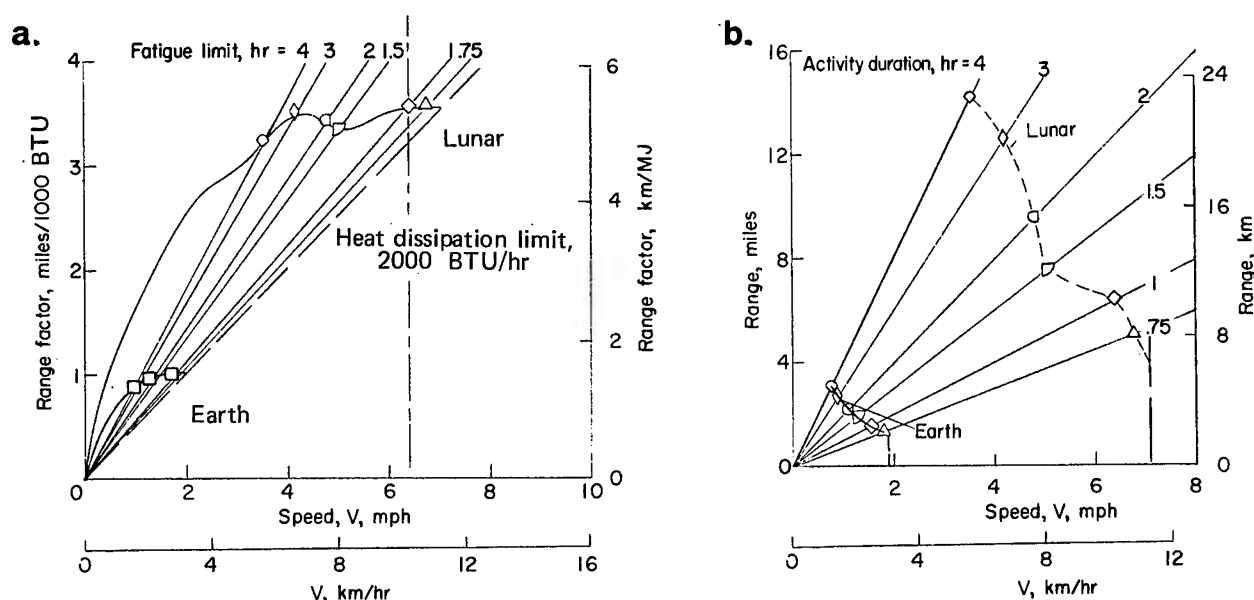 a.
Fatigue limit, hr = 4 3 2 1.5 1.75
4
3
2
1
0
Range factor, miles/1000 BTU
6
4
2
0
Range factor, km/MJ
Lunar
Heat dissipation limit,
2000 BTU/hr
Earth
0 2 4 6 8 10
Speed, V, mph
0 4 8 12 16
V, km/hr
b.
Activity duration, hr = 4 3 2 1.5 1 .75
16
12
8
4
0
Range, miles
24
16
8
0
Range, km
Lunar
Earth
2 4 6 8
Speed, V, mph
0 4 8 12
V, km/hr